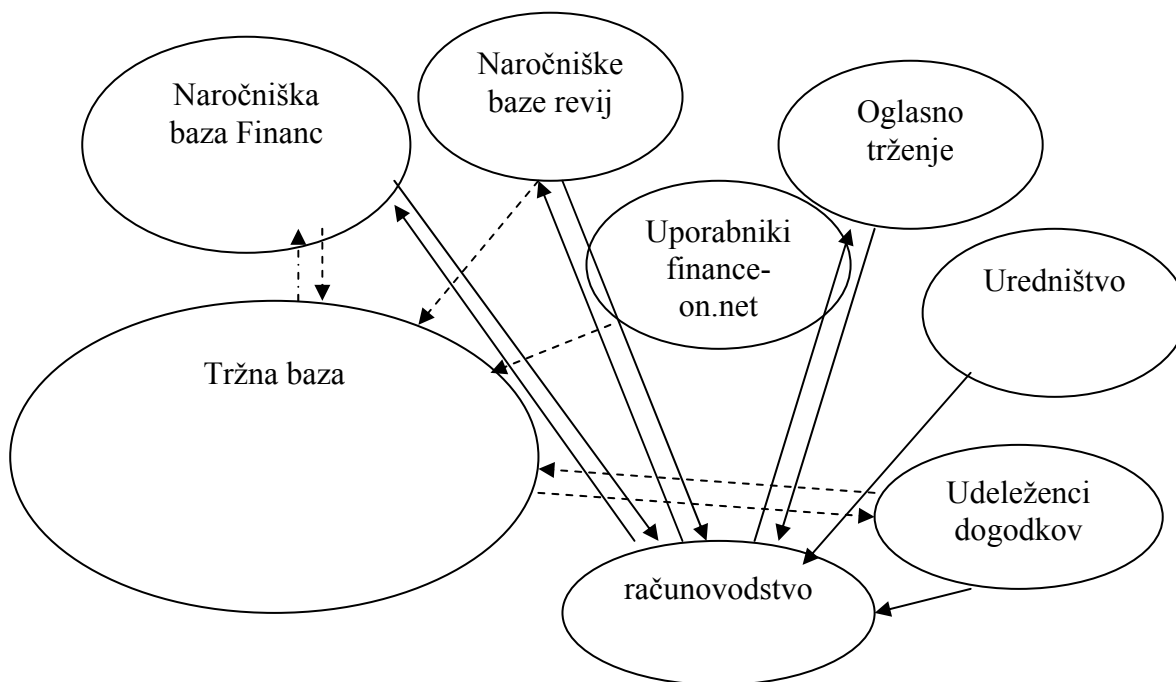 Naročniška
baza Financ
Naročniške
baze revij
Oglasno
trženje
Uporabniki
finance-
on.net
Uredništvo
Tržna baza
Udeleženci
dogodkov
računovodstvo